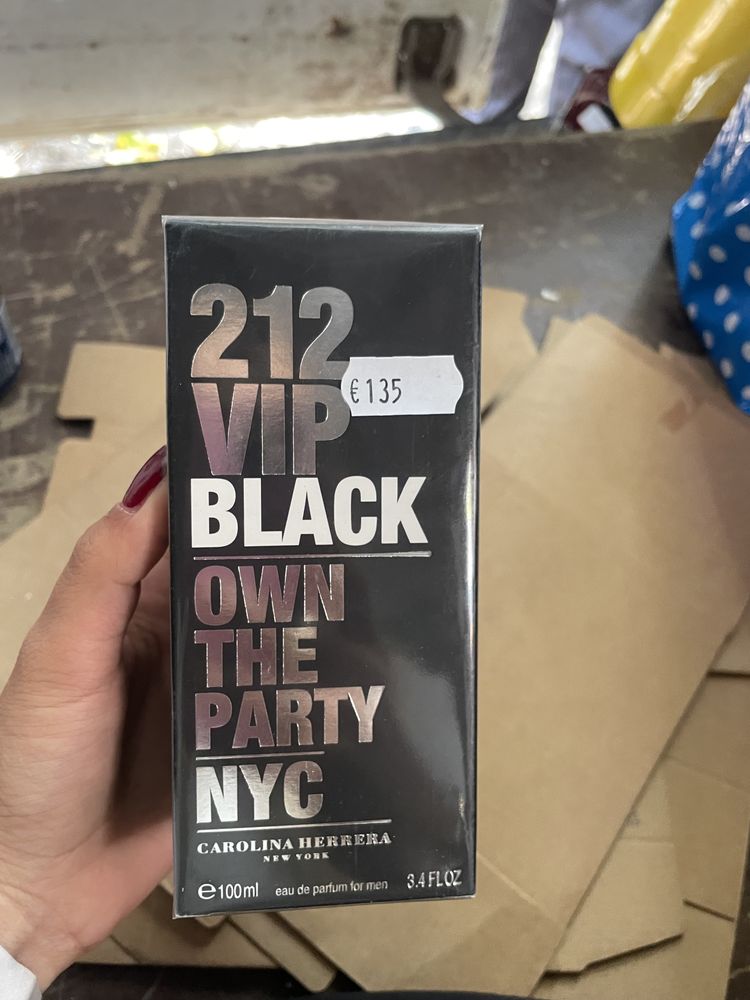 212
€135
VIP
BLACK
OWN
THE
PARTY
NYC
CAROLINA HERRERA
NEW YORK
℮100ml eau de parfum for men 3.4 FL OZ